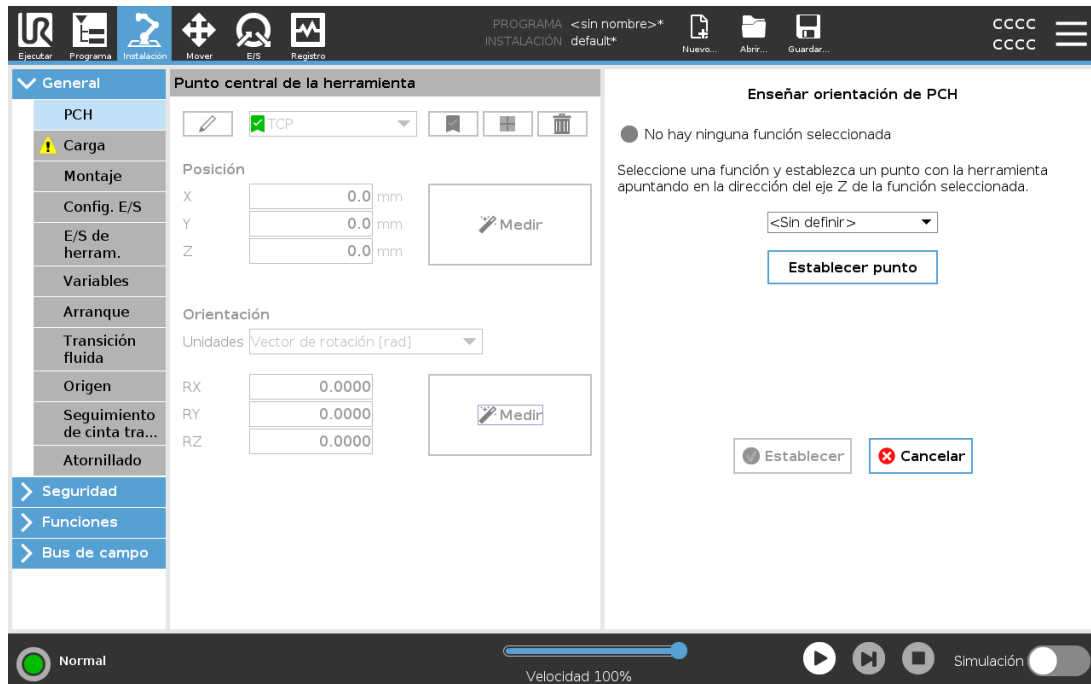 UR
Ejecutar
Programa
Instalación
Mover
E/S
Registro
PROGRAMA <sin nombre>*
INSTALACIÓN default*
Nuevo...
Abrir...
Guardar...
CCCC
CCCC
General
PCH
Carga
Montaje
Config. E/S
E/S de
herram.
Variables
Arranque
Transición
fluida
Origen
Seguimiento
de cinta tra...
Atornillado
Seguridad
Funciones
Bus de campo
Punto central de la herramienta
TCP
Posición
X 0.0 mm
Y 0.0 mm
Z 0.0 mm
Medir
Orientación
Unidades Vector de rotación [rad]
RX 0.0000
RY 0.0000
RZ 0.0000
Medir
Enseñar orientación de PCH
No hay ninguna función seleccionada
Seleccione una función y establezca un punto con la herramienta
apuntando en la dirección del eje Z de la función seleccionada.
<Sin definir>
Establecer punto
Establecer
Cancelar
Normal
Velocidad 100%
Simulación